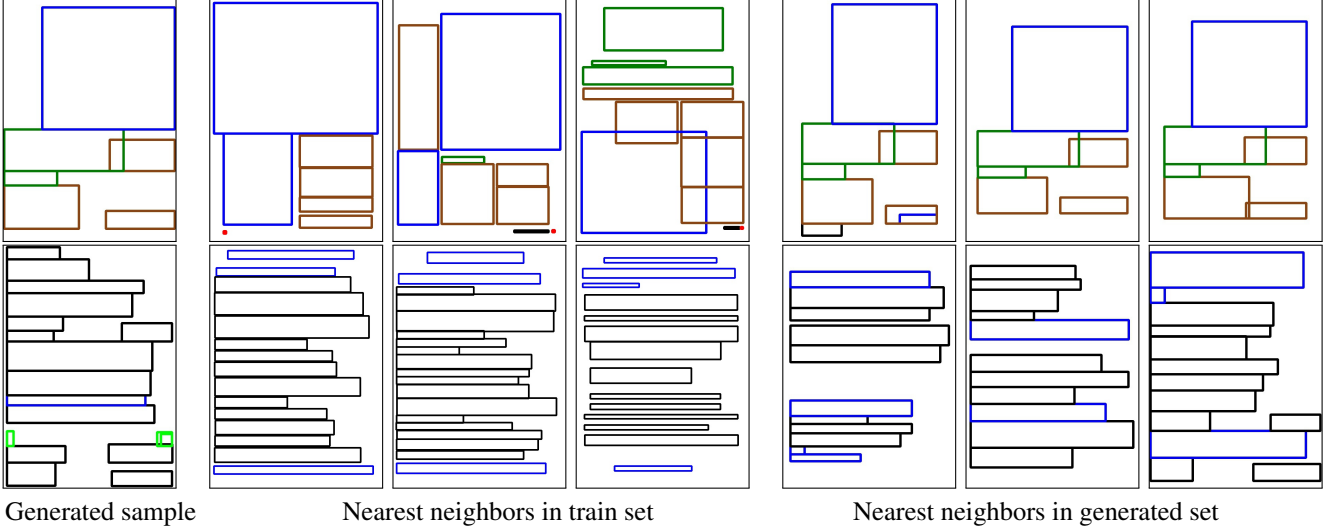 Generated sample
Nearest neighbors in train set
Nearest neighbors in generated set